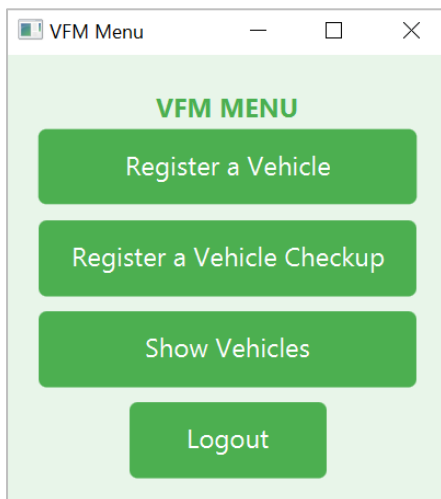 VFM Menu
VFM MENU
Register a Vehicle
Register a Vehicle Checkup
Show Vehicles
Logout